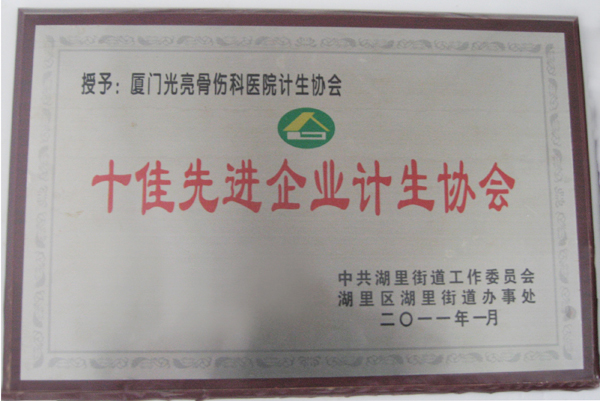 授予：厦门光亮骨伤科医院计生协会
十佳先进企业计生协会
中共湖里街道工作委员会
湖里区湖里街道办事处
二〇一一年一月